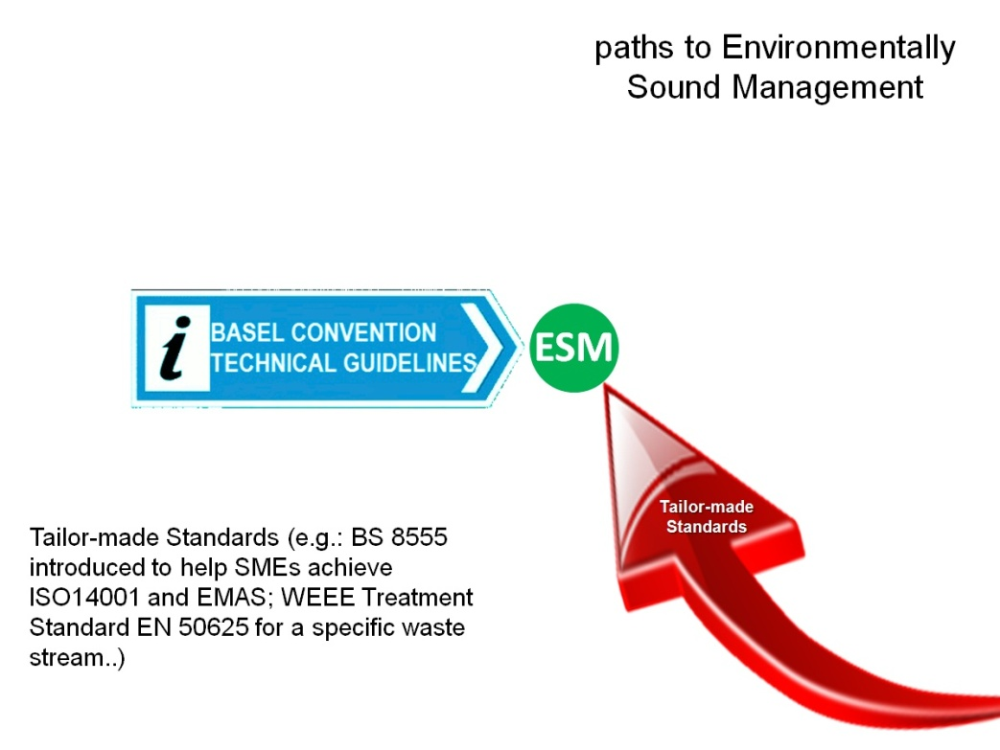 paths to Environmentally
Sound Management
i
BASEL CONVENTION
TECHNICAL GUIDELINES
ESM
Tailor-made
Standards
Tailor-made Standards (e.g.: BS 8555
introduced to help SMEs achieve
ISO14001 and EMAS; WEEE Treatment
Standard EN 50625 for a specific waste
stream..)